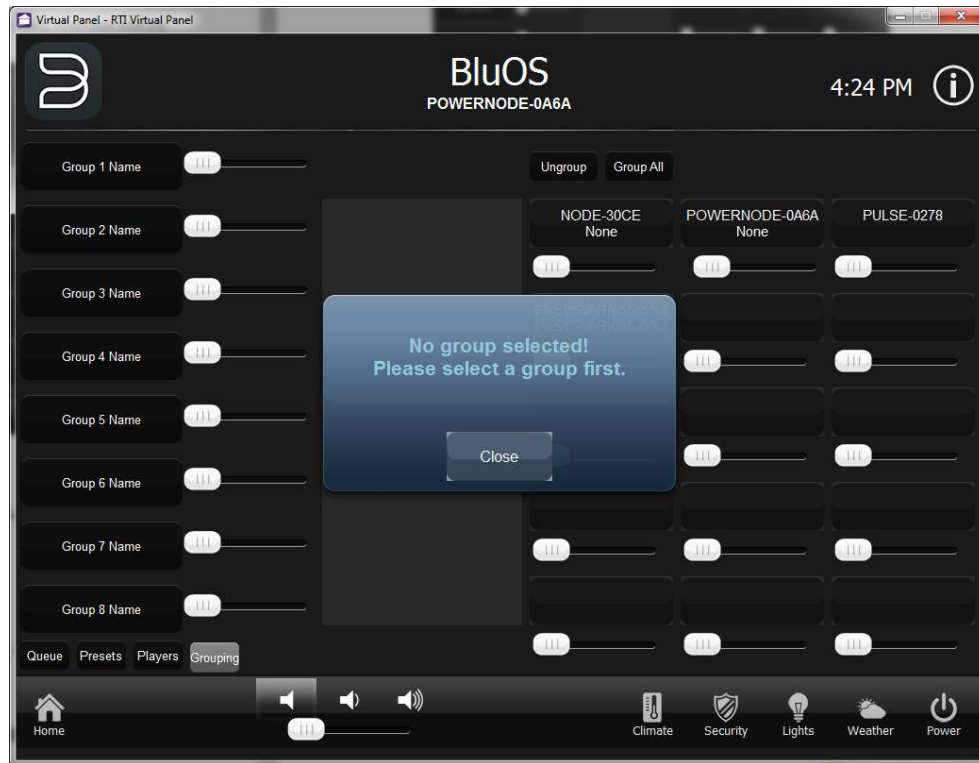 Virtual Panel - RTI Virtual Panel
BluOS
POWERNODE-0A6A
4:24 PM
Group 1 Name
Ungroup Group All
Group 2 Name
NODE-30CE
None
POWERNODE-0A6A
None
PULSE-0278
Group 3 Name
No group selected!
Please select a group first.
Group 4 Name
Group 5 Name
Close
Group 6 Name
Group 7 Name
Group 8 Name
Queue Presets Players Grouping
Home
Climate Security Lights Weather Power